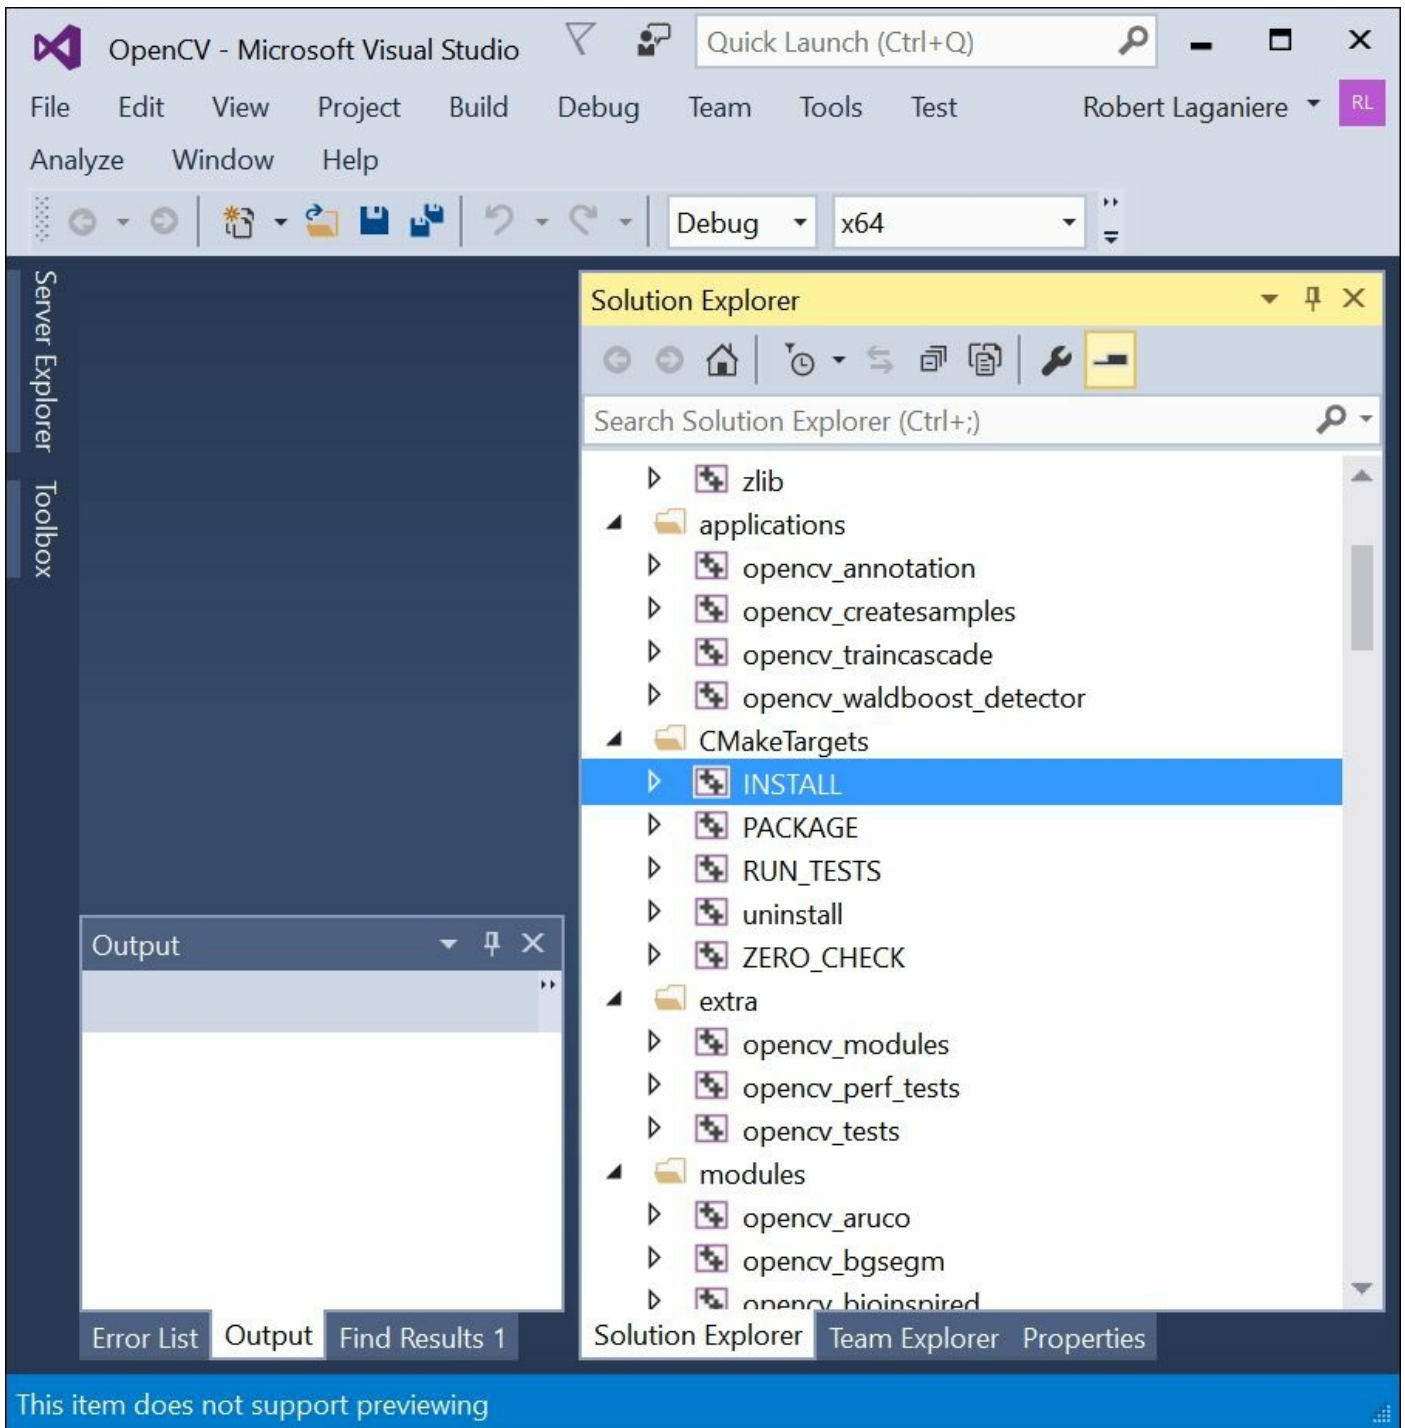 OpenCV - Microsoft Visual Studio
Quick Launch (Ctrl+Q)
File Edit View Project Build Debug Team Tools Test Robert Laganiere RL
Analyze Window Help
Debug x64
Server Explorer
Toolbox
Solution Explorer
Search Solution Explorer (Ctrl+;)
zlib
applications
opencv_annotation
opencv_createsamples
opencv_traincascade
opencv_waldboost_detector
CMakeTargets
INSTALL
PACKAGE
RUN_TESTS
uninstall
ZERO_CHECK
extra
opencv_modules
opencv_perf_tests
opencv_tests
modules
opencv_aruco
opencv_bgsegm
opencv_bioinspired
Output
Error List Output Find Results 1
Solution Explorer Team Explorer Properties
This item does not support previewing